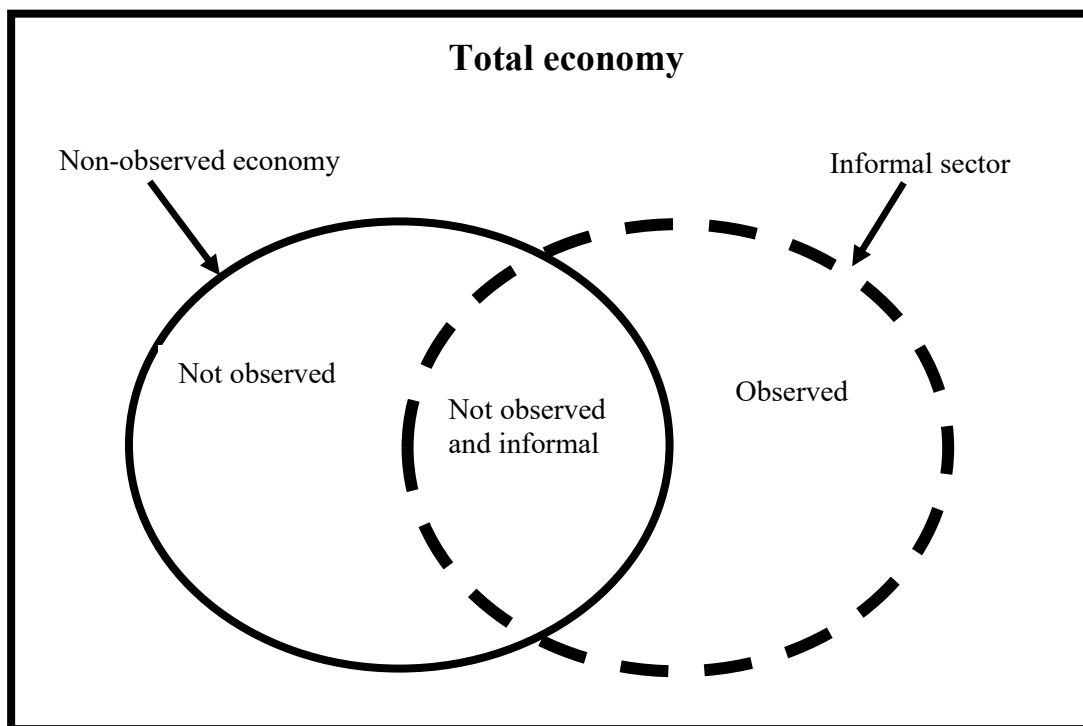 Total economy
Non-observed economy
Informal sector
Not observed
Observed
Not observed
and informal